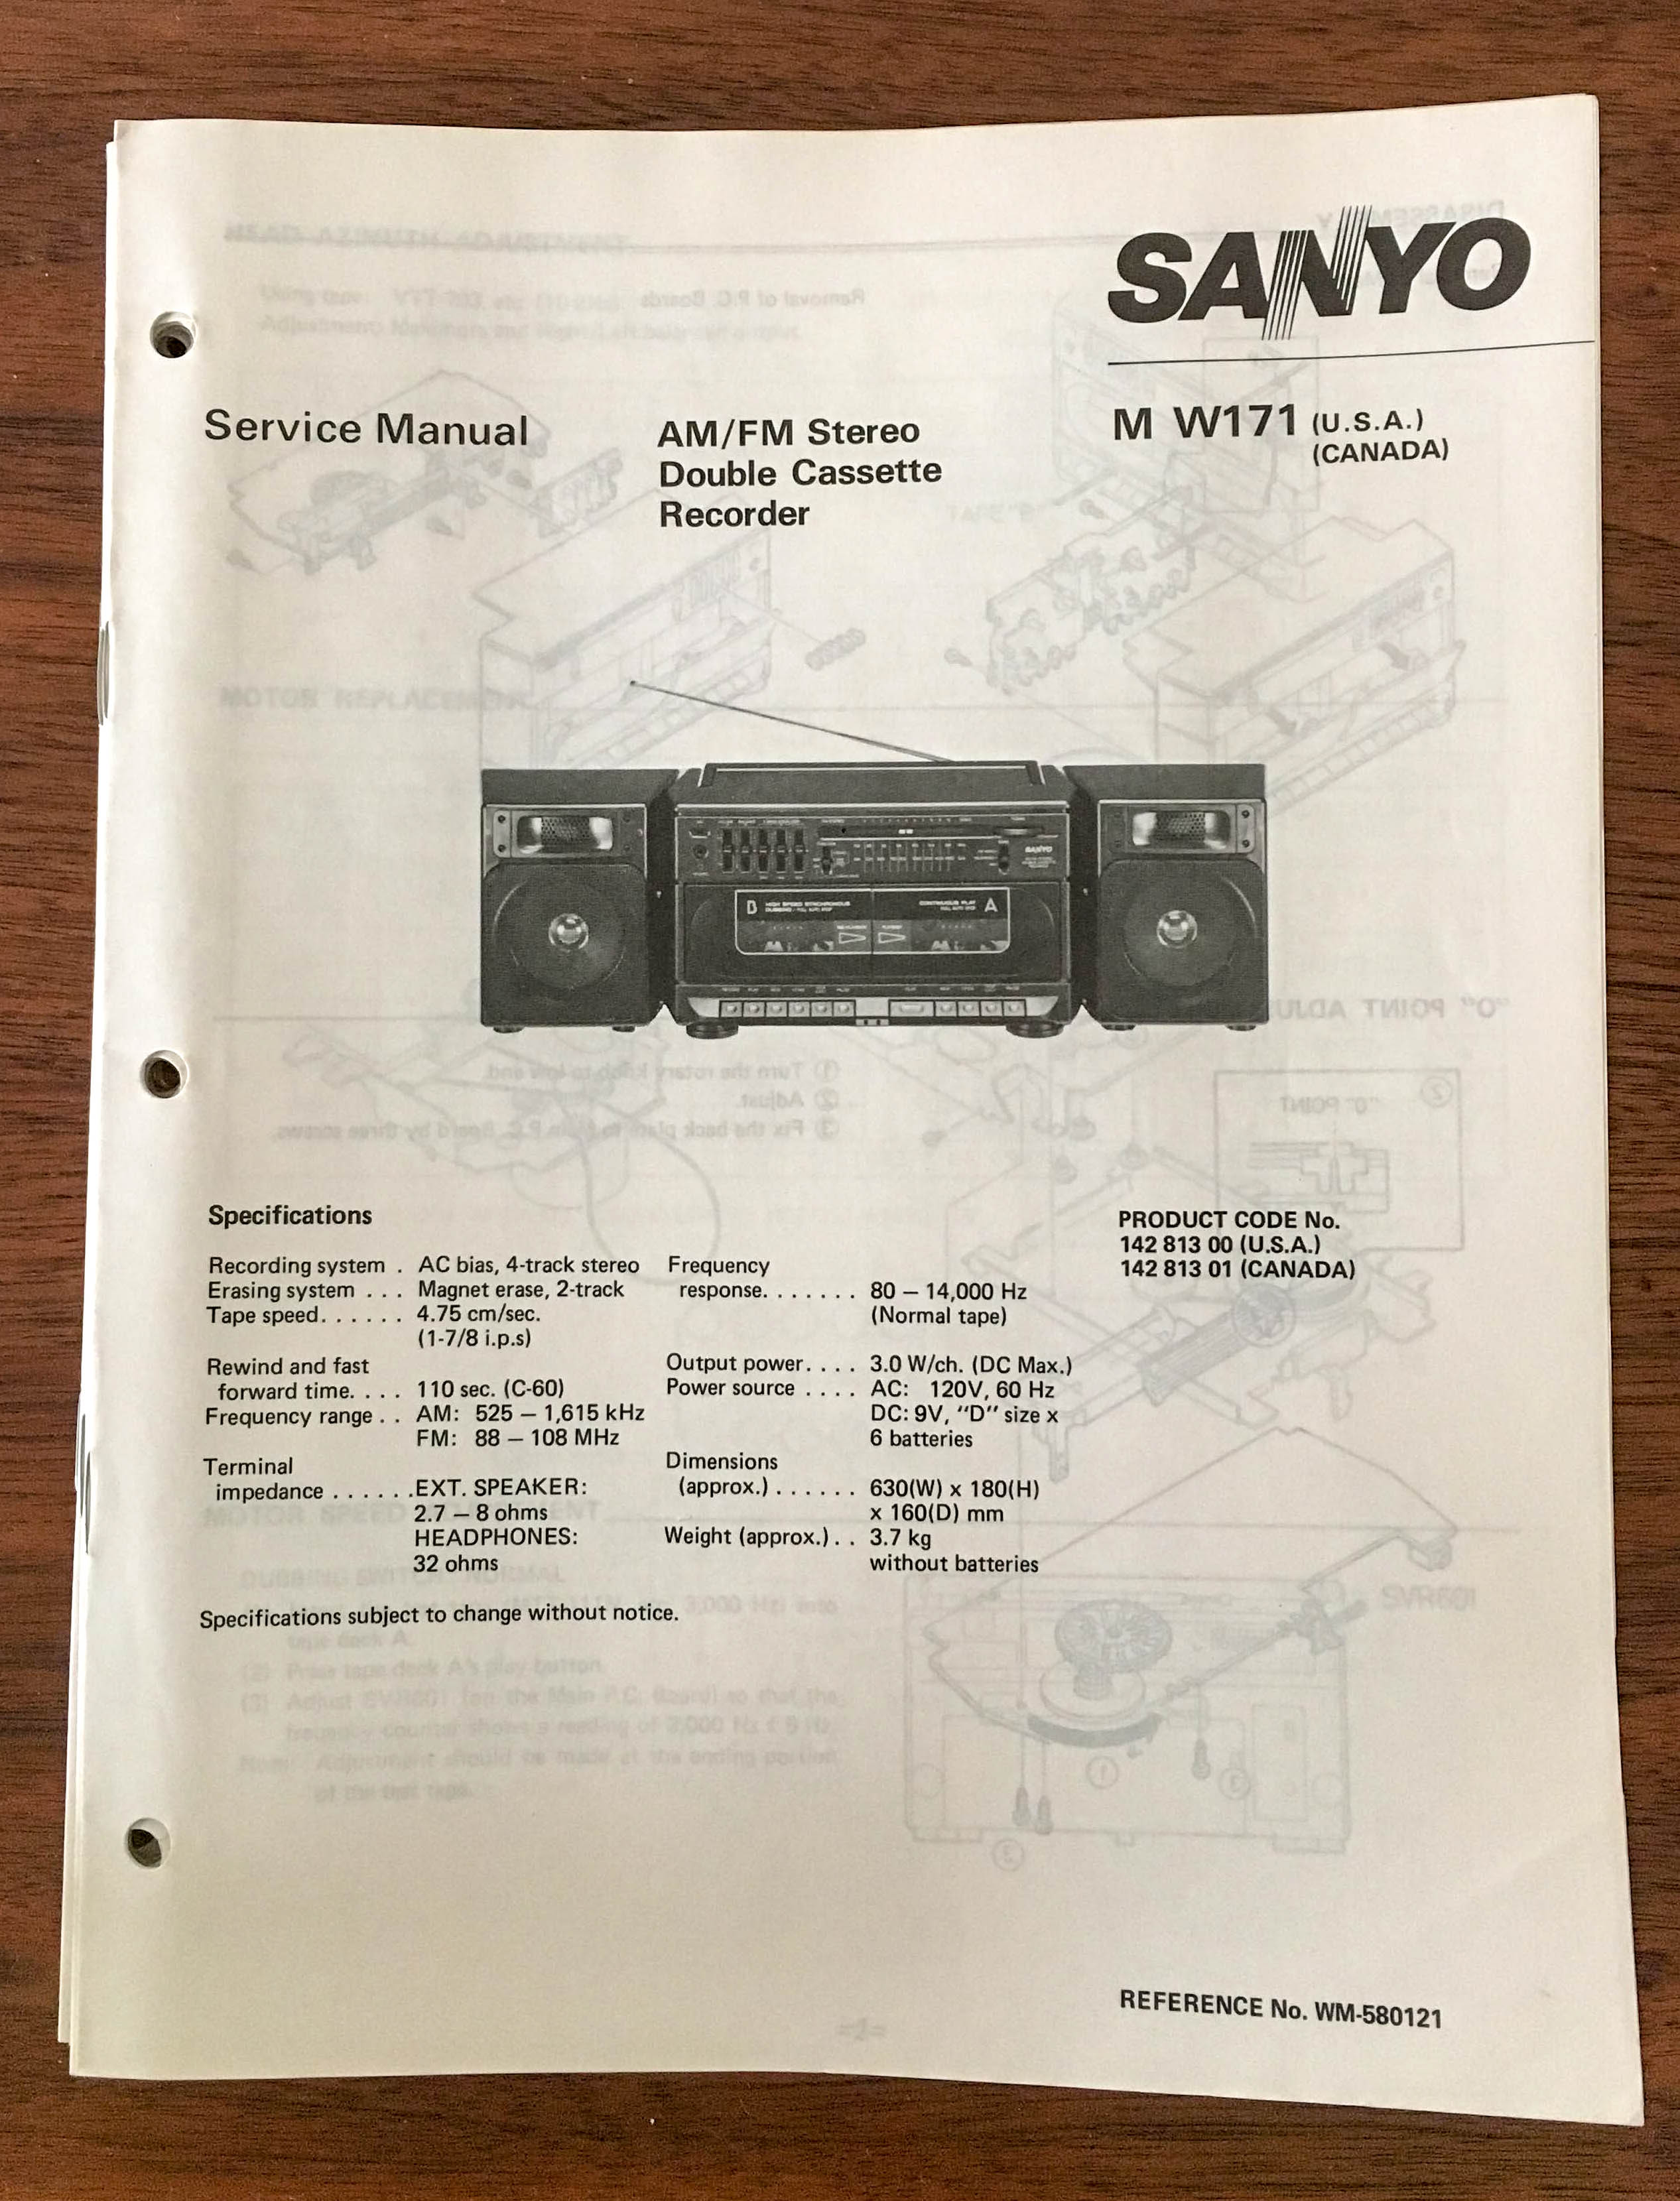 SANYO
Service Manual
AM/FM Stereo
Double Cassette
Recorder
M W171 (U.S.A.)
(CANADA)
SANYO
B
HIGH SPEED SYNCHRONOUS
CONTINUOUS PLAY
A
Specifications
Recording system . AC bias, 4-track stereo
Erasing system . . . Magnet erase, 2-track
Tape speed. . . . . . 4.75 cm/sec.
(1-7/8 i.p.s)
Rewind and fast
forward time. . . . 110 sec. (C-60)
Frequency range . . AM: 525 – 1,615 kHz
FM: 88 – 108 MHz
Terminal
impedance . . . . . .EXT. SPEAKER:
2.7 – 8 ohms
HEADPHONES:
32 ohms
Frequency
response. . . . . . . 80 – 14,000 Hz
(Normal tape)
Output power. . . . 3.0 W/ch. (DC Max.)
Power source . . . . AC: 120V, 60 Hz
DC: 9V, "D" size x
6 batteries
Dimensions
(approx.) . . . . . . 630(W) x 180(H)
x 160(D) mm
Weight (approx.) . . 3.7 kg
without batteries
PRODUCT CODE No.
142 813 00 (U.S.A.)
142 813 01 (CANADA)
Specifications subject to change without notice.
REFERENCE No. WM-580121